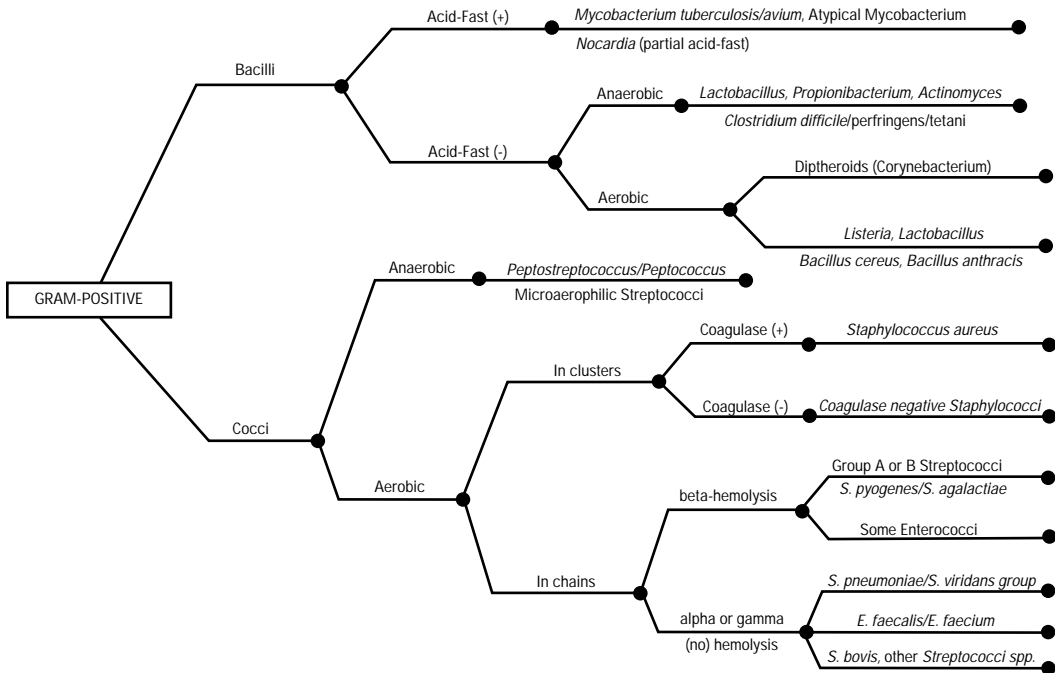 Acid-Fast (+)
Mycobacterium tuberculosis/avium, Atypical Mycobacterium
Nocardia (partial acid-fast)
Bacilli
Anaerobic
Lactobacillus, Propionibacterium, Actinomyces
Clostridium difficile/perfringens/tetani
Acid-Fast (-)
Diptheroids (Corynebacterium)
Aerobic
Listeria, Lactobacillus
Bacillus cereus, Bacillus anthracis
GRAM-POSITIVE
Anaerobic
Peptostreptococcus/Peptococcus
Microaerophilic Streptococci
Coagulase (+)
Staphylococcus aureus
In clusters
Coagulase (-)
Coagulase negative Staphylococci
Cocci
Aerobic
Group A or B Streptococci
S. pyogenes/S. agalactiae
beta-hemolysis
Some Enterococci
In chains
S. pneumoniae/S. viridans group
alpha or gamma
(no) hemolysis
E. faecalis/E. faecium
S. bovis, other Streptococci spp.